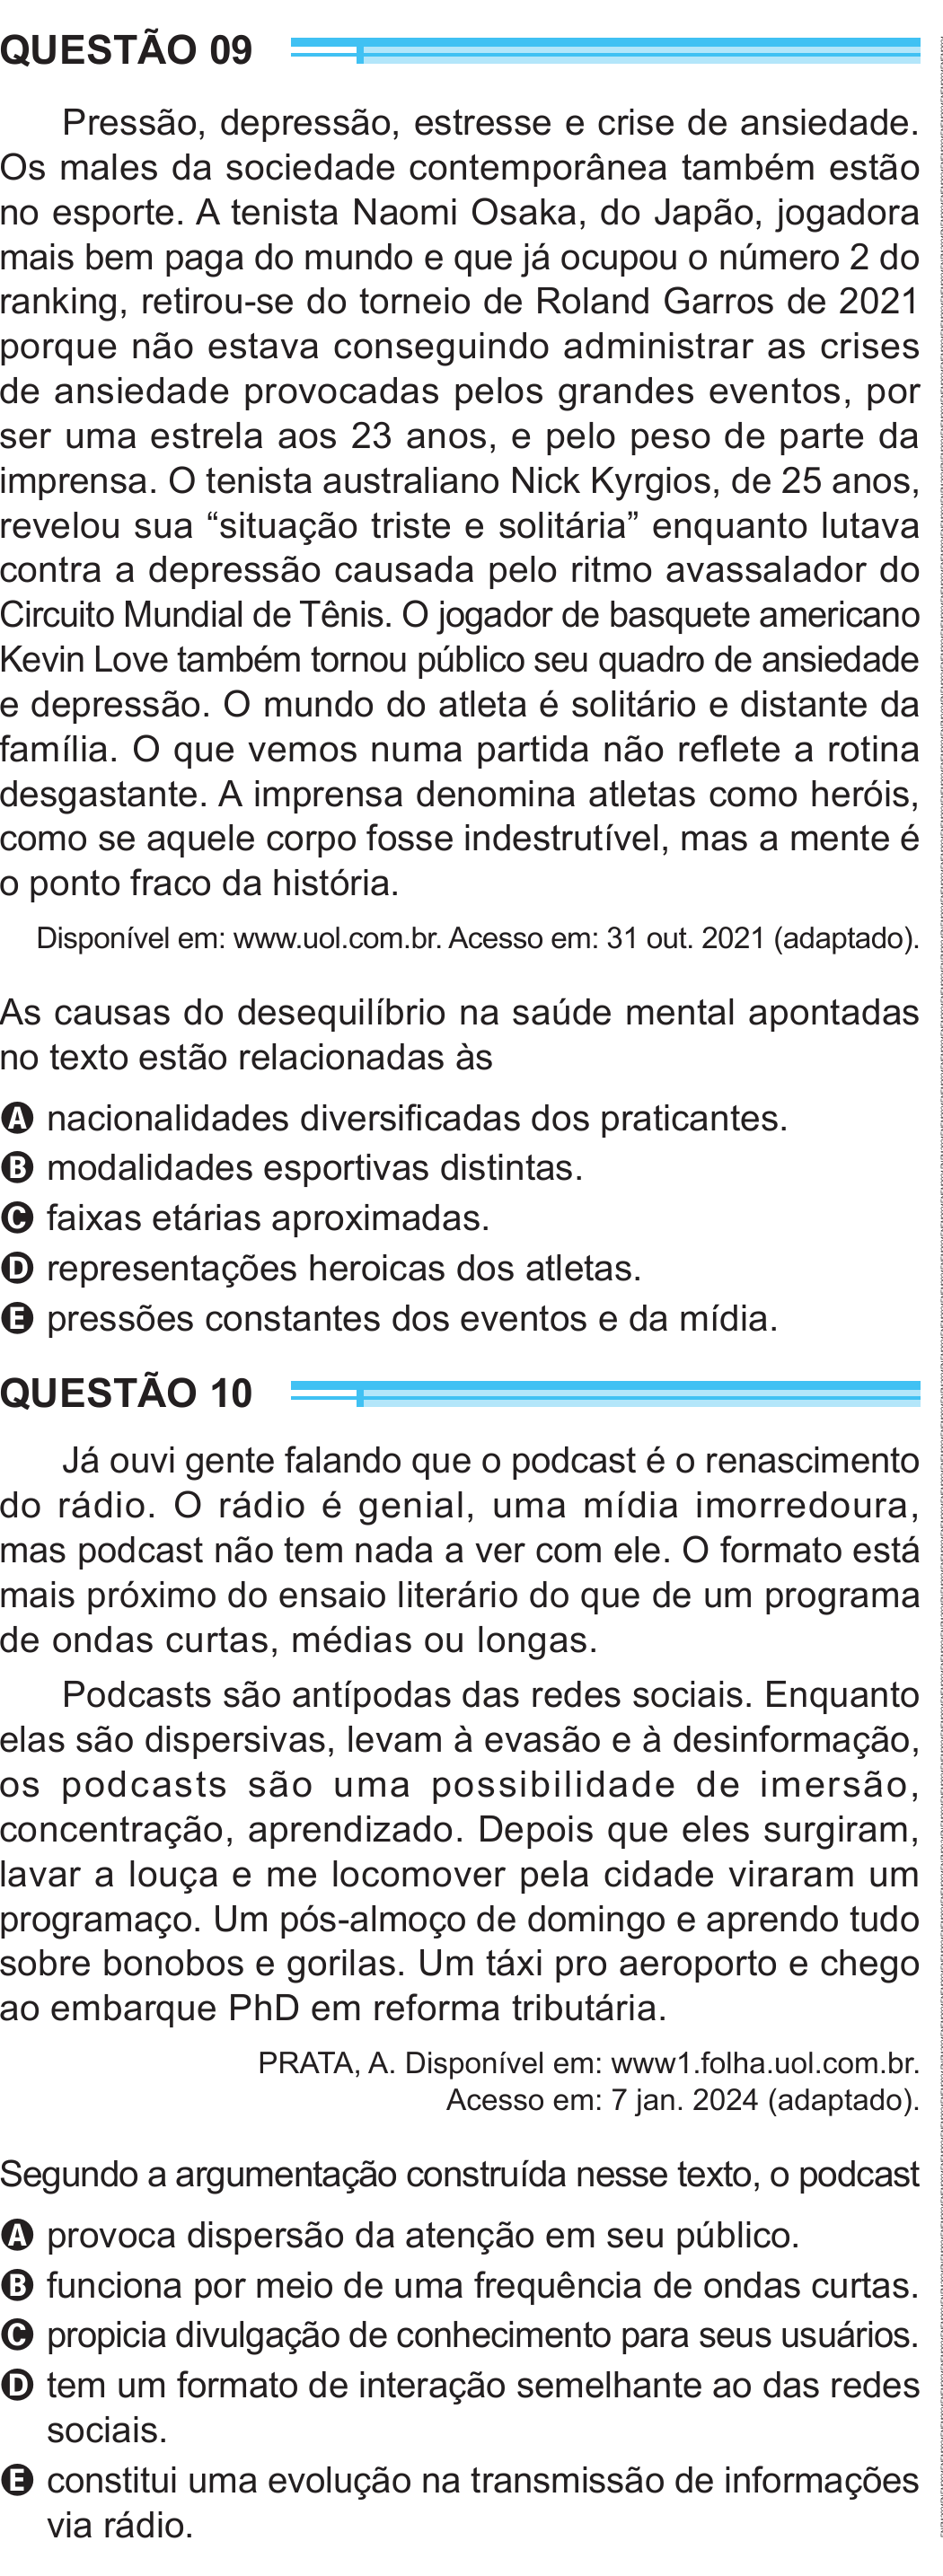 QUESTÃO 09
Pressão, depressão, estresse e crise de ansiedade.
Os males da sociedade contemporânea também estão
no esporte. A tenista Naomi Osaka, do Japão, jogadora
mais bem paga do mundo e que já ocupou o número 2 do
ranking, retirou-se do torneio de Roland Garros de 2021
porque não estava conseguindo administrar as crises
de ansiedade provocadas pelos grandes eventos, por
ser uma estrela aos 23 anos, e pelo peso de parte da
imprensa. O tenista australiano Nick Kyrgios, de 25 anos,
revelou sua “situação triste e solitária” enquanto lutava
contra a depressão causada pelo ritmo avassalador do
Circuito Mundial de Tênis. O jogador de basquete americano
Kevin Love também tornou público seu quadro de ansiedade
e depressão. O mundo do atleta é solitário e distante da
família. O que vemos numa partida não reflete a rotina
desgastante. A imprensa denomina atletas como heróis,
como se aquele corpo fosse indestrutível, mas a mente é
o ponto fraco da história.
Disponível em: www.uol.com.br. Acesso em: 31 out. 2021 (adaptado).
As causas do desequilíbrio na saúde mental apontadas
no texto estão relacionadas às
A nacionalidades diversificadas dos praticantes.
B modalidades esportivas distintas.
C faixas etárias aproximadas.
D representações heroicas dos atletas.
E pressões constantes dos eventos e da mídia.
QUESTÃO 10
Já ouvi gente falando que o podcast é o renascimento
do rádio. O rádio é genial, uma mídia imorredoura,
mas podcast não tem nada a ver com ele. O formato está
mais próximo do ensaio literário do que de um programa
de ondas curtas, médias ou longas.
Podcasts são antípodas das redes sociais. Enquanto
elas são dispersivas, levam à evasão e à desinformação,
os podcasts são uma possibilidade de imersão,
concentração, aprendizado. Depois que eles surgiram,
lavar a louça e me locomover pela cidade viraram um
programaço. Um pós-almoço de domingo e aprendo tudo
sobre bonobos e gorilas. Um táxi pro aeroporto e chego
ao embarque PhD em reforma tributária.
PRATA, A. Disponível em: www1.folha.uol.com.br.
Acesso em: 7 jan. 2024 (adaptado).
Segundo a argumentação construída nesse texto, o podcast
A provoca dispersão da atenção em seu público.
B funciona por meio de uma frequência de ondas curtas.
C propicia divulgação de conhecimento para seus usuários.
D tem um formato de interação semelhante ao das redes
sociais.
E constitui uma evolução na transmissão de informações
via rádio.